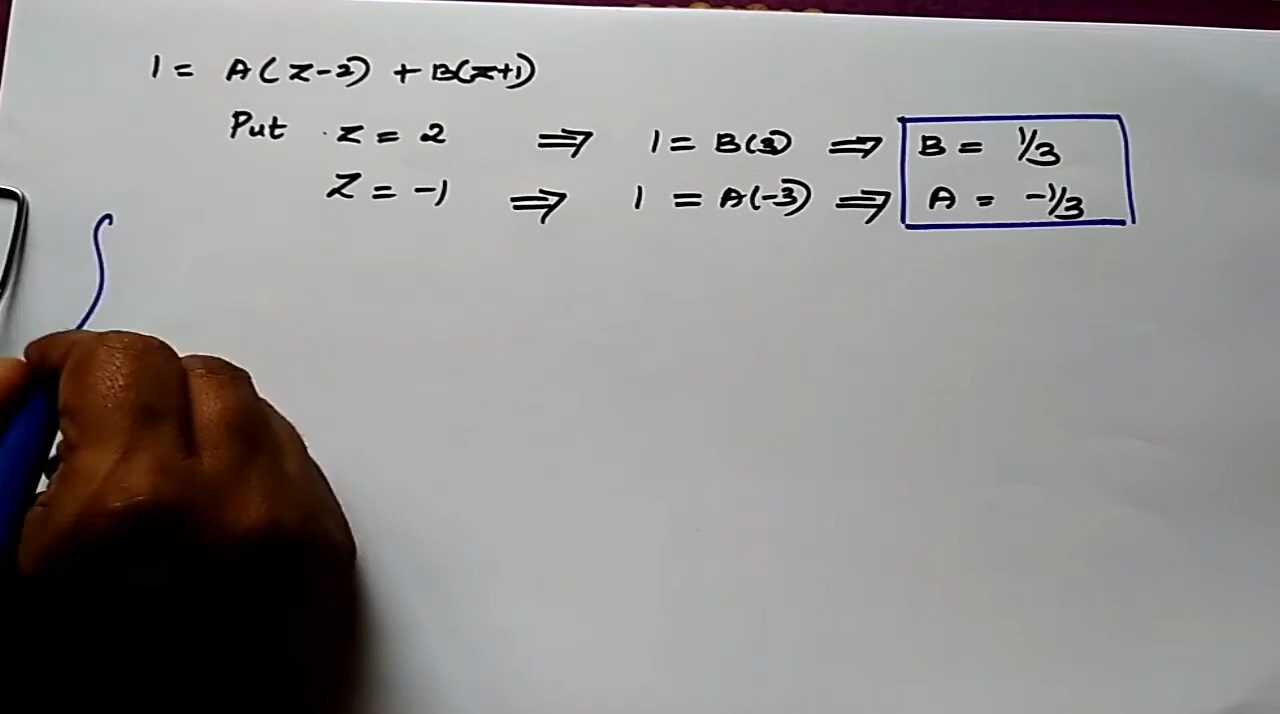 1 = A(z-2) + B(z+1)
Put z = 2 ⇒ 1 = B(3) ⇒ B = 1/3
z = -1 ⇒ 1 = A(-3) ⇒ A = -1/3
∫